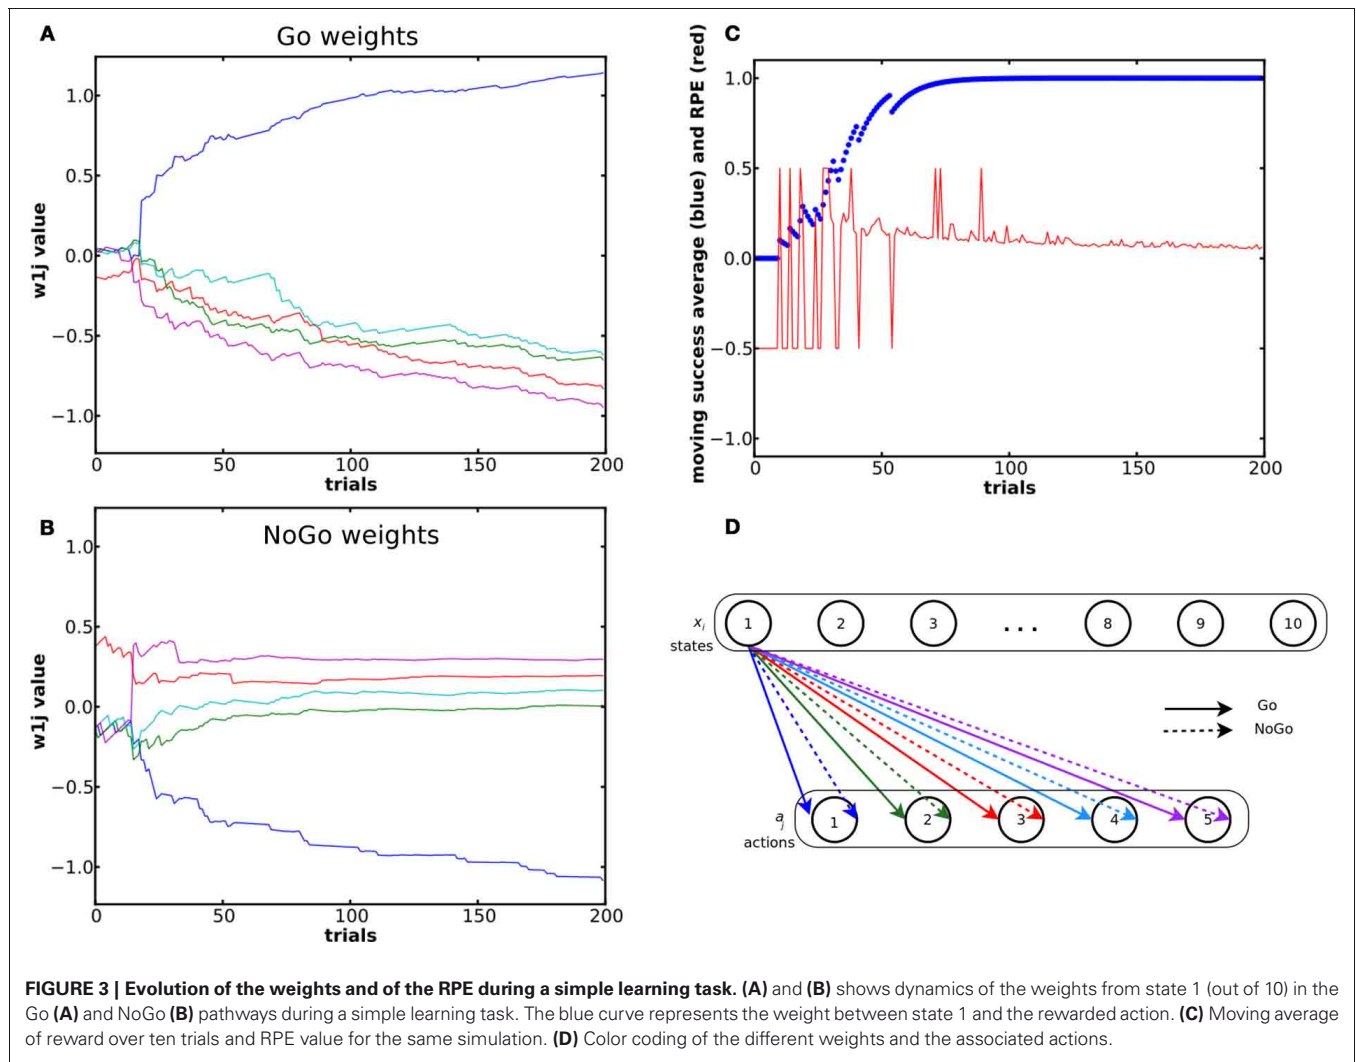 A
Go weights
w1j value
1.0
0.5
0.0
−0.5
−1.0
0 50 100 150 200
trials
B
NoGo weights
w1j value
1.0
0.5
0.0
−0.5
−1.0
0 50 100 150 200
trials
C
moving success average (blue) and RPE (red)
1.0
0.5
0.0
−0.5
−1.0
0 50 100 150 200
trials
D
xi
states
1 2 3 ... 8 9 10
Go
NoGo
aj
actions
1 2 3 4 5
FIGURE 3 | Evolution of the weights and of the RPE during a simple learning task. (A) and (B) shows dynamics of the weights from state 1 (out of 10) in the
Go (A) and NoGo (B) pathways during a simple learning task. The blue curve represents the weight between state 1 and the rewarded action. (C) Moving average
of reward over ten trials and RPE value for the same simulation. (D) Color coding of the different weights and the associated actions.